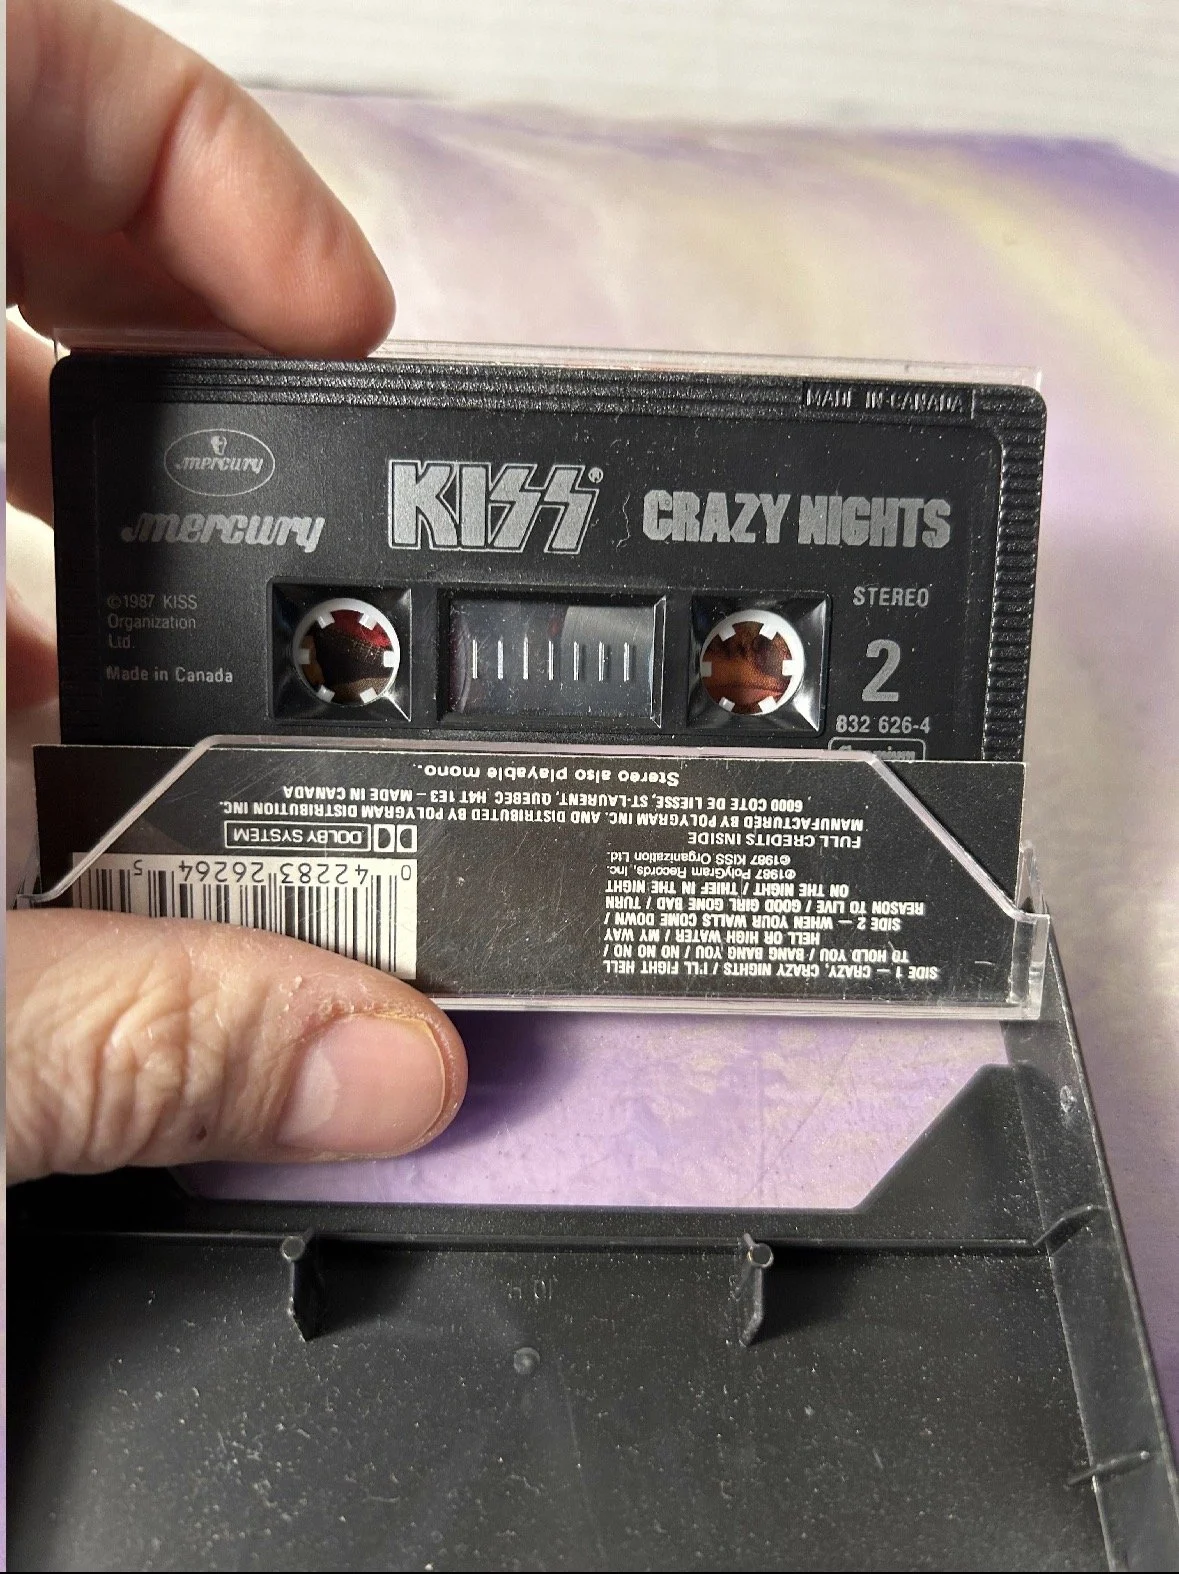 MADE IN CANADA
mercury
mercury
KISS®
CRAZY NIGHTS
©1987 KISS
Organization
Ltd.
Made in Canada
STEREO
2
832 626-4
SIDE 1 — CRAZY, CRAZY NIGHTS / I'LL FIGHT HELL
TO HOLD YOU / BANG BANG YOU / NO NO NO /
HELL OR HIGH WATER / MY WAY
SIDE 2 — WHEN YOUR WALLS COME DOWN /
REASON TO LIVE / GOOD GIRL GONE BAD / TURN
ON THE NIGHT / THIEF IN THE NIGHT
℗1987 PolyGram Records, Inc.
©1987 KISS Organization Ltd.
FULL CREDITS INSIDE
MANUFACTURED BY POLYGRAM INC. AND DISTRIBUTED BY POLYGRAM DISTRIBUTION INC.
6000 COTE DE LIESSE, ST-LAURENT, QUEBEC, H4T 1E3 – MADE IN CANADA
Stereo also playable mono.
0 42283 26264 5
DOLBY SYSTEM